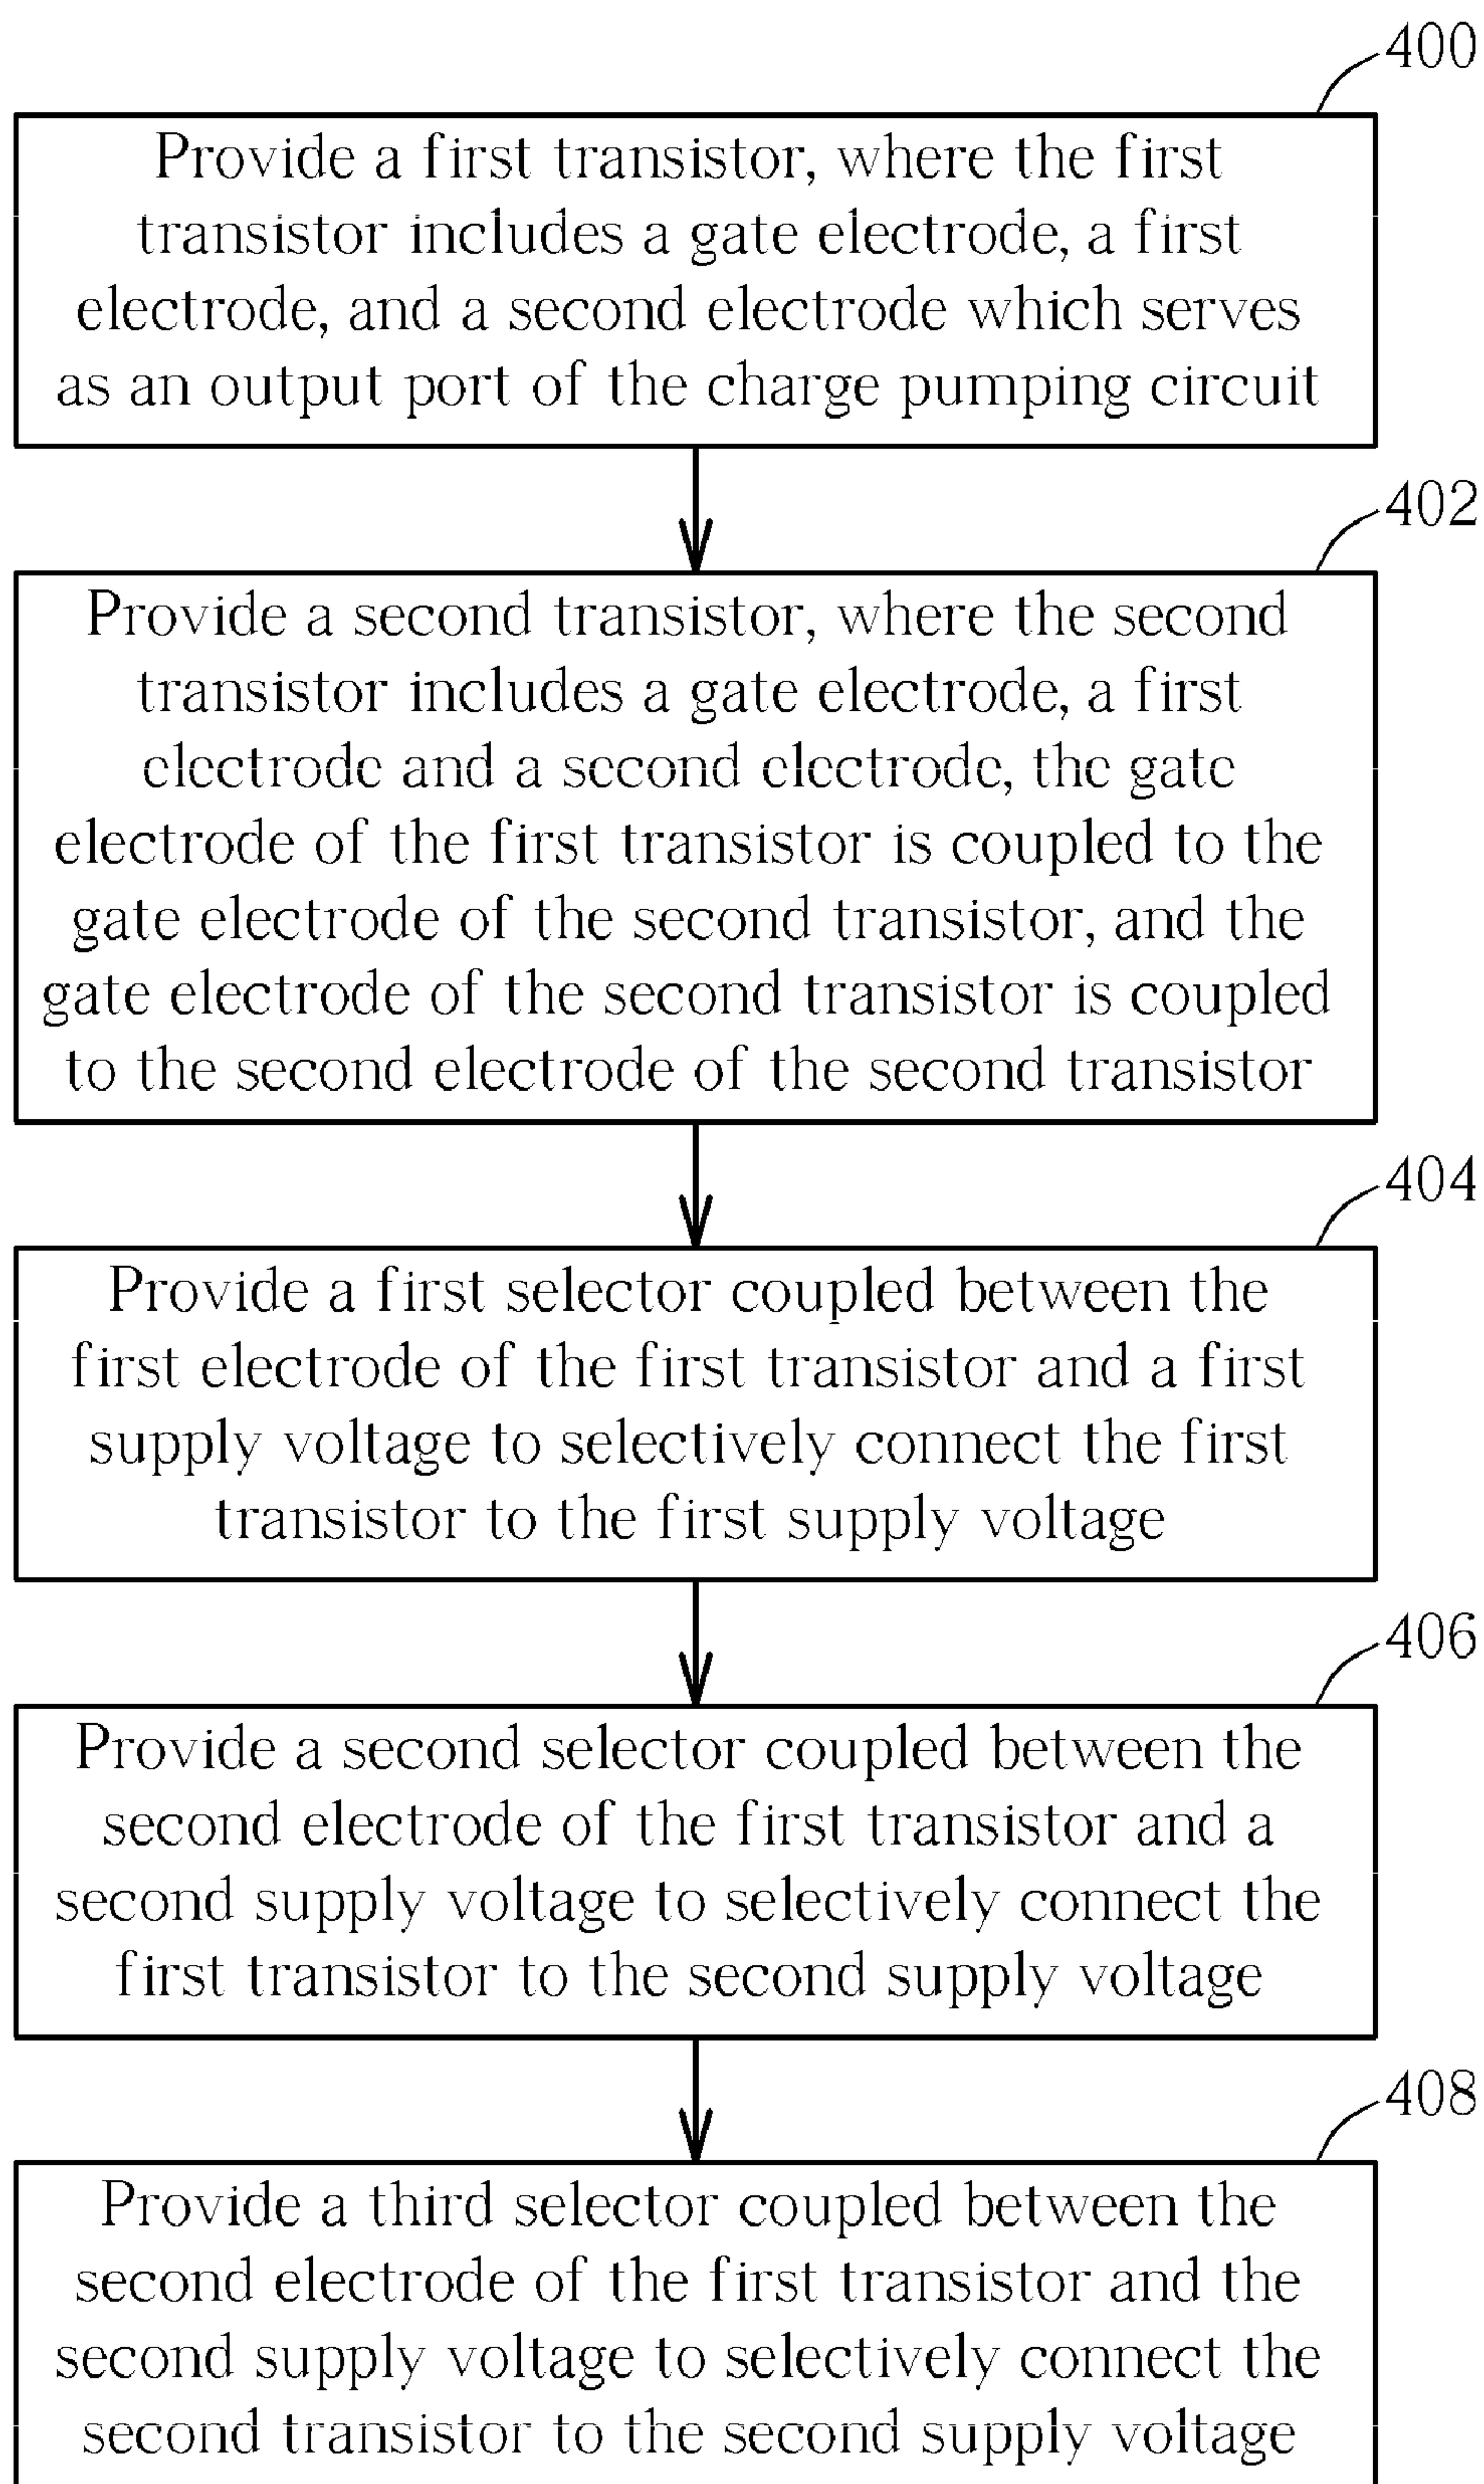 400
Provide a first transistor, where the first
transistor includes a gate electrode, a first
electrode, and a second electrode which serves
as an output port of the charge pumping circuit
402
Provide a second transistor, where the second
transistor includes a gate electrode, a first
electrode and a second electrode, the gate
electrode of the first transistor is coupled to the
gate electrode of the second transistor, and the
gate electrode of the second transistor is coupled
to the second electrode of the second transistor
404
Provide a first selector coupled between the
first electrode of the first transistor and a first
supply voltage to selectively connect the first
transistor to the first supply voltage
406
Provide a second selector coupled between the
second electrode of the first transistor and a
second supply voltage to selectively connect the
first transistor to the second supply voltage
408
Provide a third selector coupled between the
second electrode of the first transistor and the
second supply voltage to selectively connect the
second transistor to the second supply voltage